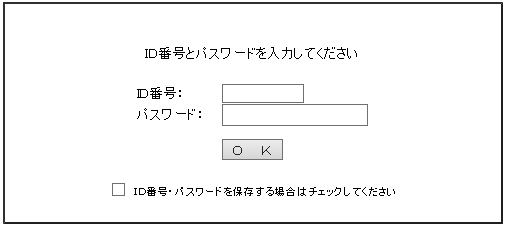 ID番号とパスワードを入力してください
ID番号：
パスワード：
ＯＫ
ID番号・パスワードを保存する場合はチェックしてください